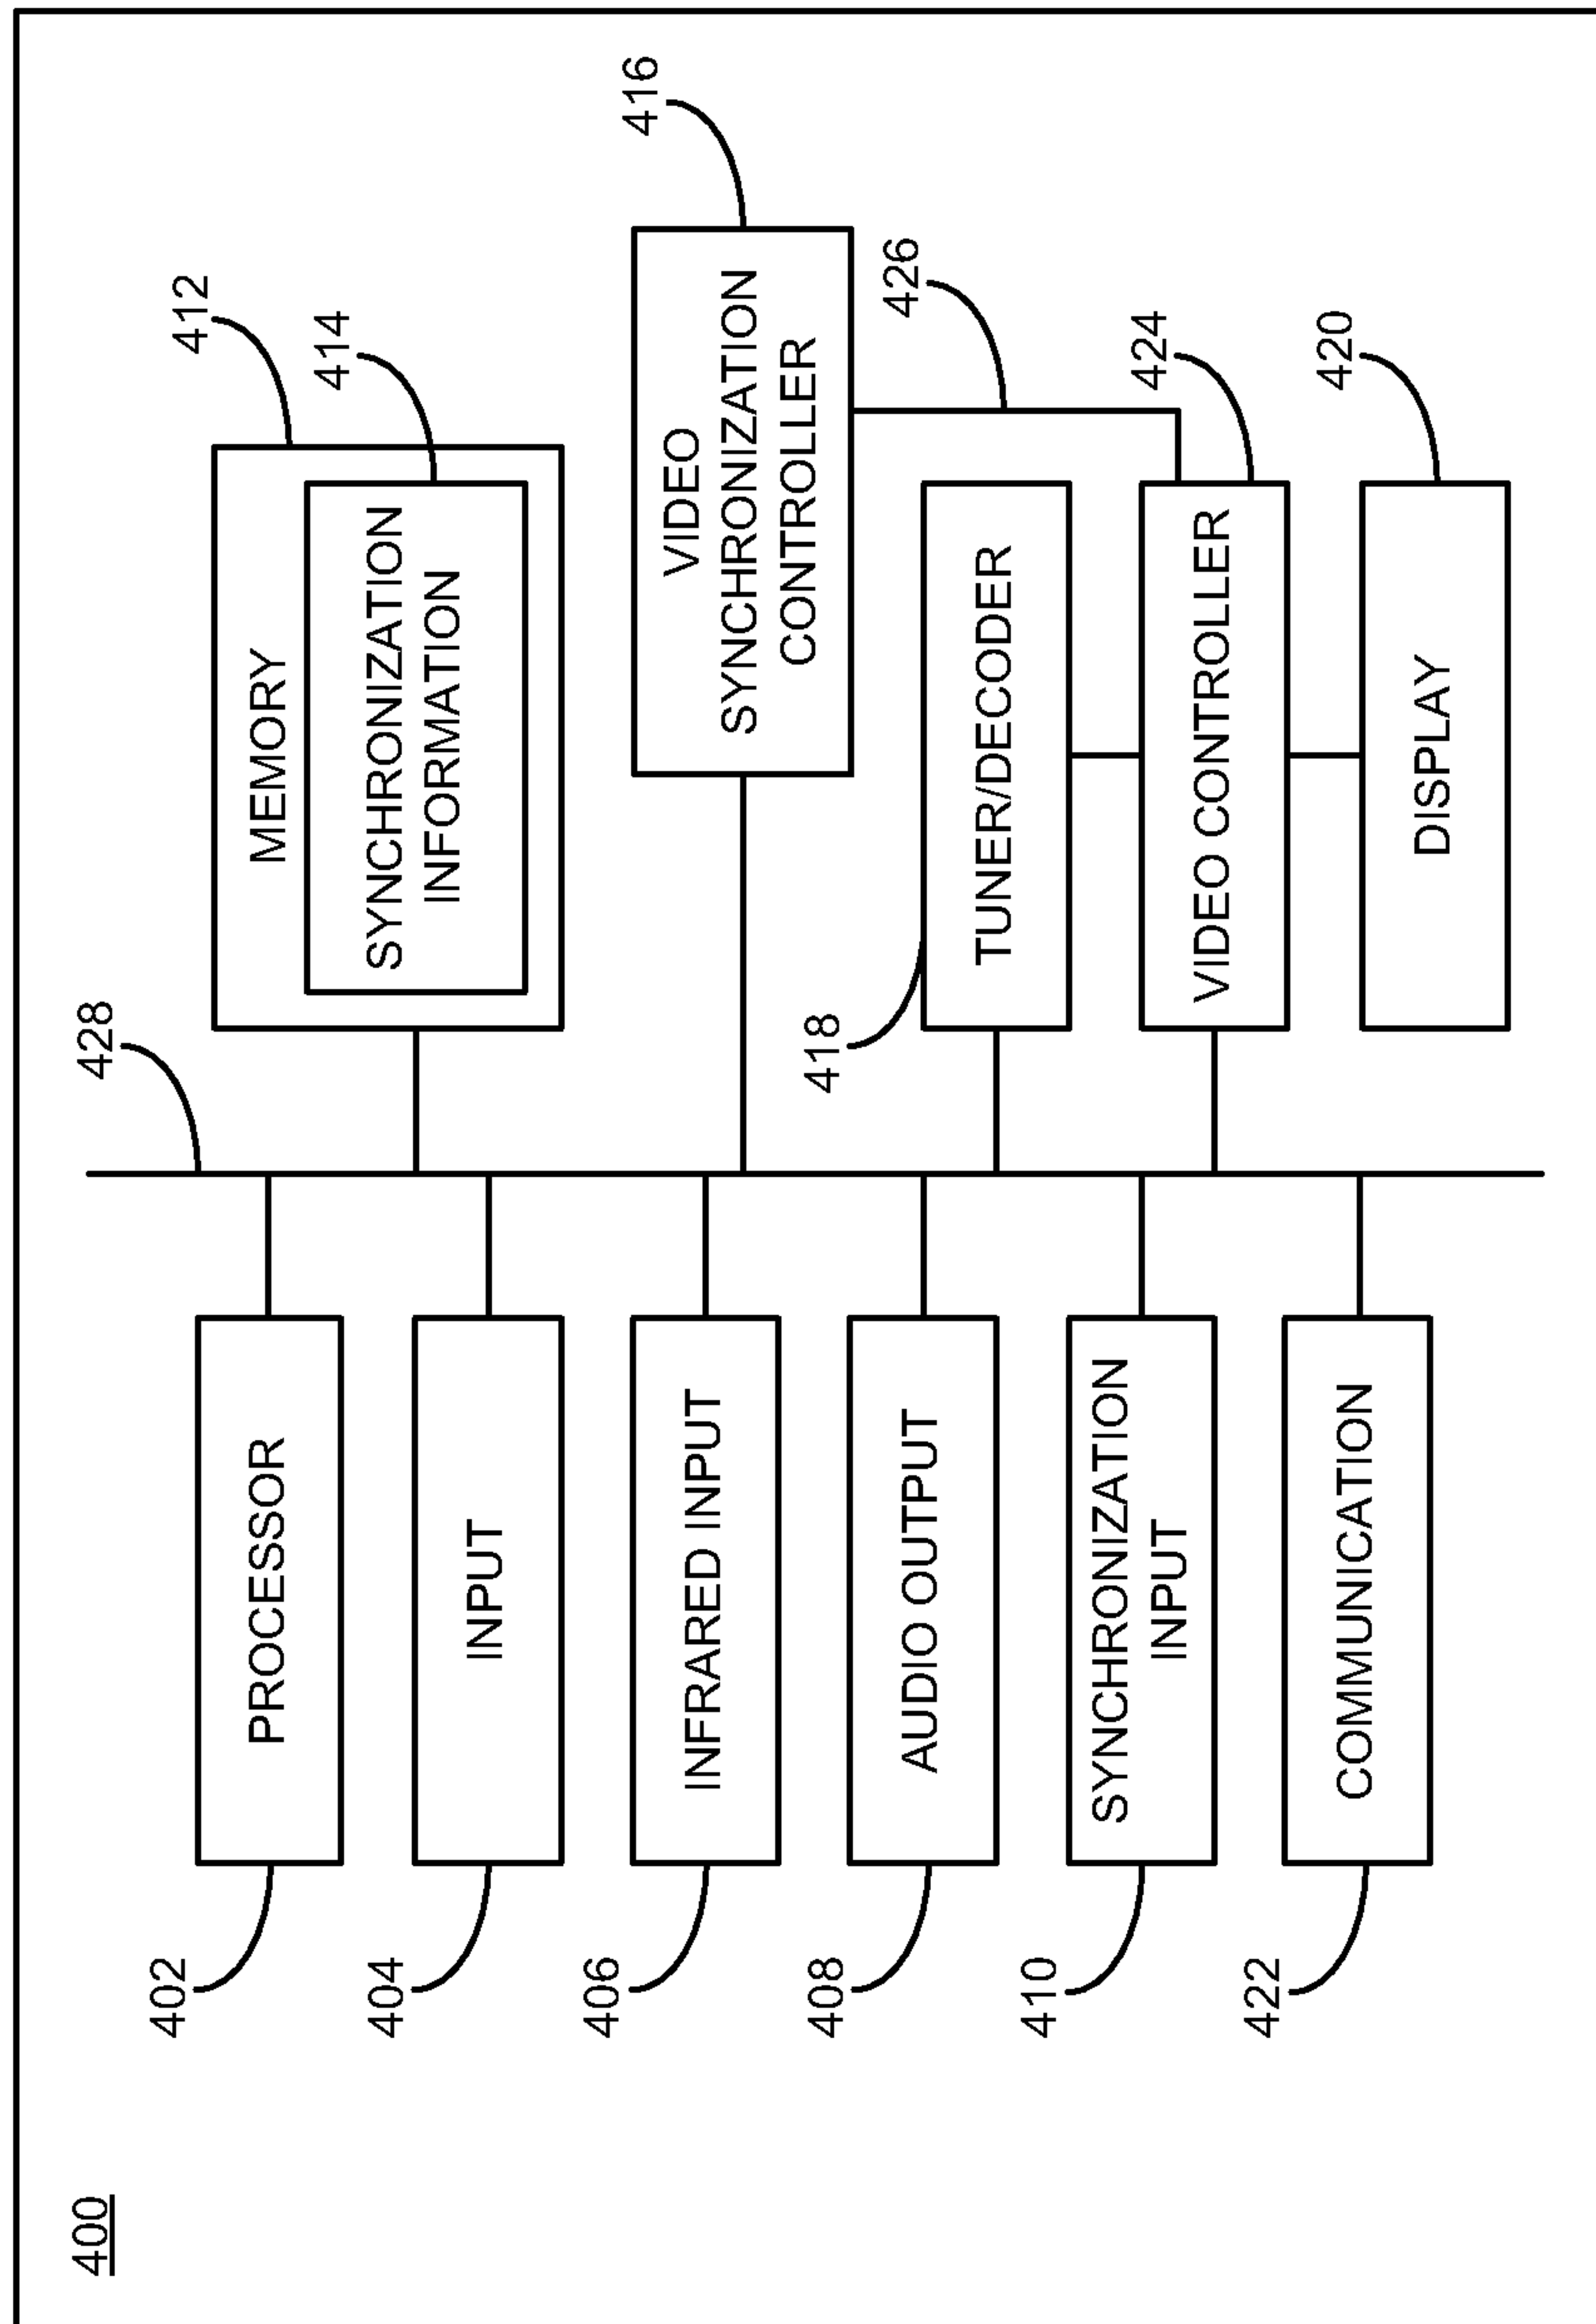 400
402
PROCESSOR
404
INPUT
406
INFRARED INPUT
408
AUDIO OUTPUT
410
SYNCHRONIZATION
INPUT
422
COMMUNICATION
428
412
MEMORY
414
SYNCHRONIZATION
INFORMATION
416
VIDEO
SYNCHRONIZATION
CONTROLLER
426
418
TUNER/DECODER
424
VIDEO CONTROLLER
420
DISPLAY